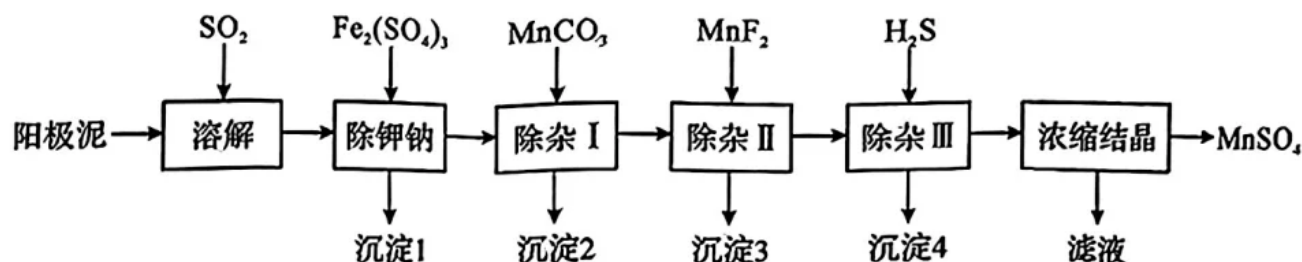 SO₂ Fe₂(SO₄)₃ MnCO₃ MnF₂ H₂S
阳极泥 溶解 除钾钠 除杂Ⅰ 除杂Ⅱ 除杂Ⅲ 浓缩结晶 MnSO₄
沉淀1 沉淀2 沉淀3 沉淀4 滤液